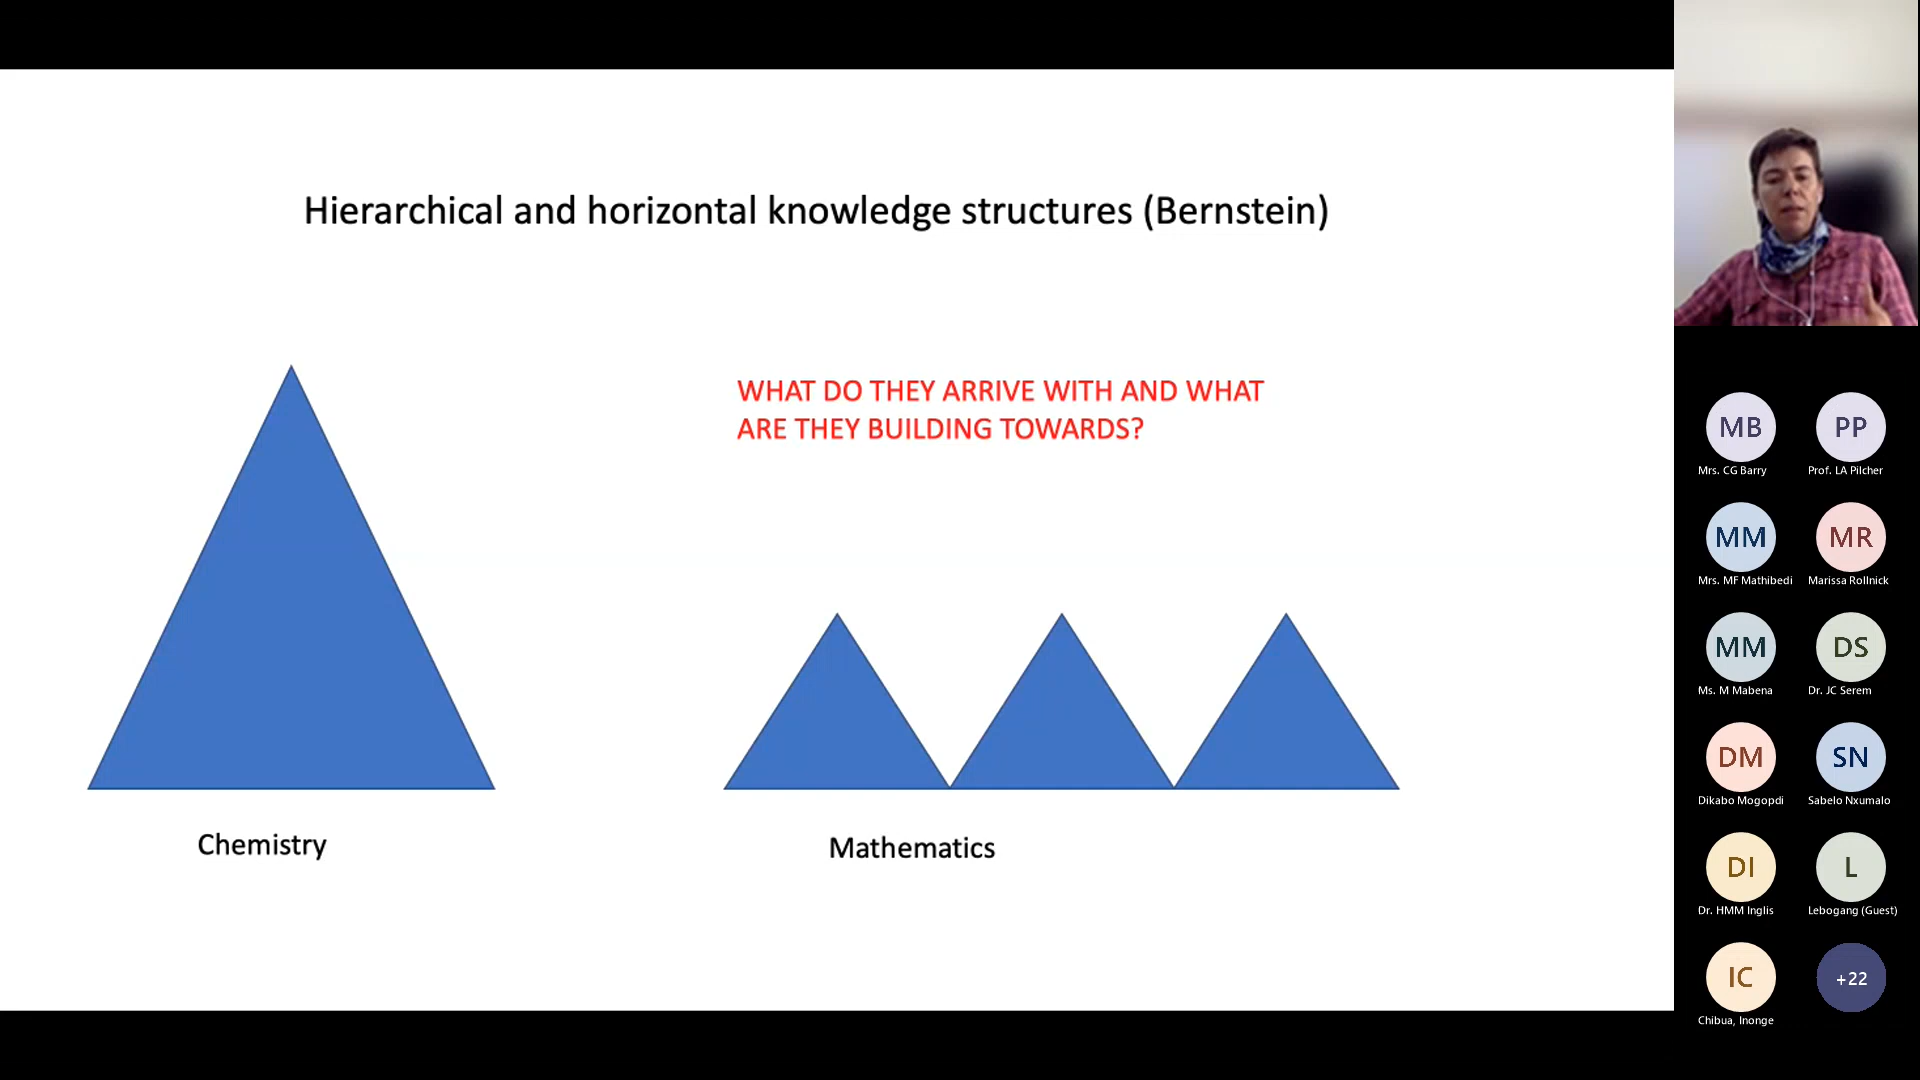 Hierarchical and horizontal knowledge structures (Bernstein)
WHAT DO THEY ARRIVE WITH AND WHAT
ARE THEY BUILDING TOWARDS?
Chemistry
Mathematics
MB
Mrs. CG Barry
PP
Prof. LA Pilcher
MM
Mrs. MF Mathibedi
MR
Marissa Rollnick
MM
Ms. M Mabena
DS
Dr. JC Serem
DM
Dikabo Mogopdi
SN
Sabelo Nxumalo
DI
Dr. HMM Inglis
L
Lebogang (Guest)
IC
Chibua, Inonge
+22